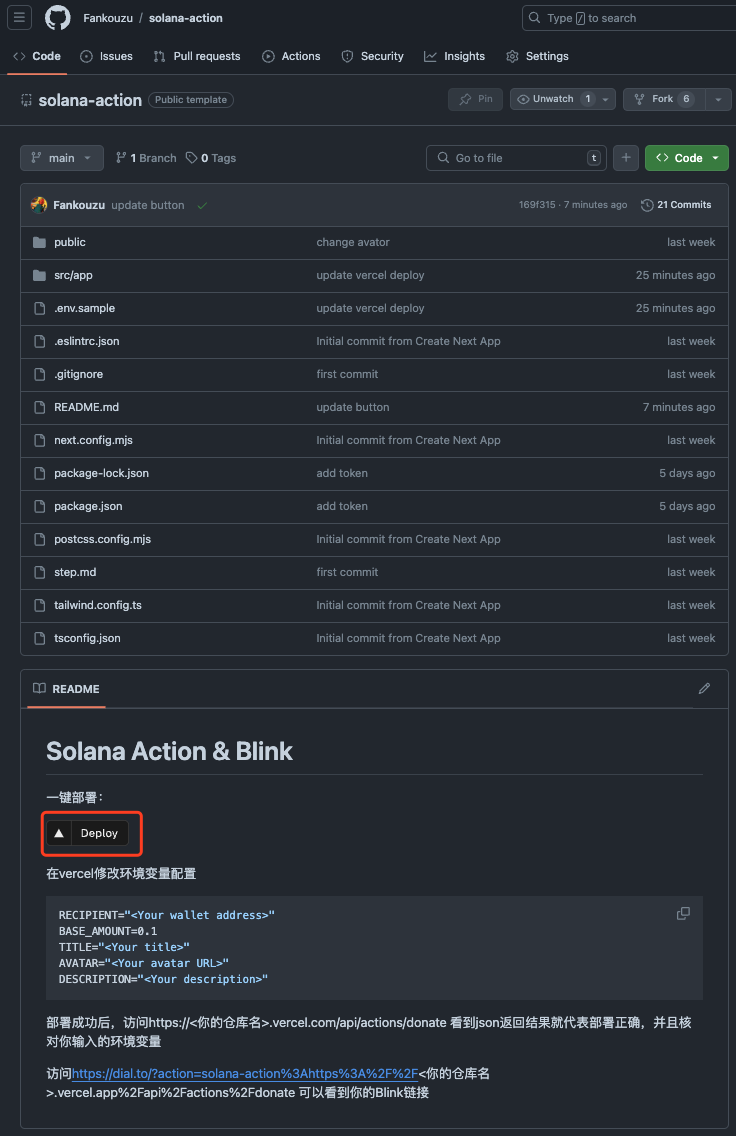 Fankouzu / solana-action
Type / to search
Code Issues Pull requests Actions Security Insights Settings
solana-action Public template
Pin Unwatch 1 Fork 6
main 1 Branch 0 Tags
Go to file t
Code
Fankouzu update button 169f315 · 7 minutes ago 21 Commits
public change avator last week
src/app update vercel deploy 25 minutes ago
.env.sample update vercel deploy 25 minutes ago
.eslintrc.json Initial commit from Create Next App last week
.gitignore first commit last week
README.md update button 7 minutes ago
next.config.mjs Initial commit from Create Next App last week
package-lock.json add token 5 days ago
package.json add token 5 days ago
postcss.config.mjs Initial commit from Create Next App last week
step.md first commit last week
tailwind.config.ts Initial commit from Create Next App last week
tsconfig.json Initial commit from Create Next App last week
README
Solana Action & Blink
一键部署：
Deploy
在vercel修改环境变量配置
RECIPIENT="<Your wallet address>"
BASE_AMOUNT=0.1
TITLE="<Your title>"
AVATAR="<Your avatar URL>"
DESCRIPTION="<Your description>"
部署成功后，访问https://<你的仓库名>.vercel.com/api/actions/donate 看到json返回结果就代表部署正确，并且核
对你输入的环境变量
访问https://dial.to/?action=solana-action%3Ahttps%3A%2F%2F<你的仓库名
>.vercel.app%2Fapi%2Factions%2Fdonate 可以看到你的Blink链接